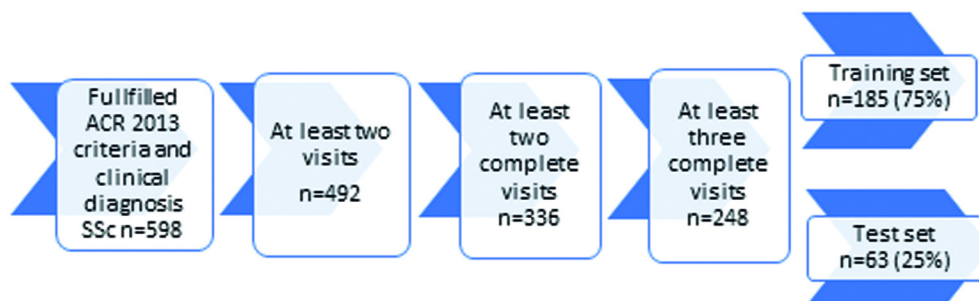 Fullfilled
ACR 2013
criteria and
clinical
diagnosis
SSc n=598
At least two
visits
n=492
At least
two
complete
visits
n=336
At least
three
complete
visits
n=248
Training set
n=185 (75%)
Test set
n=63 (25%)